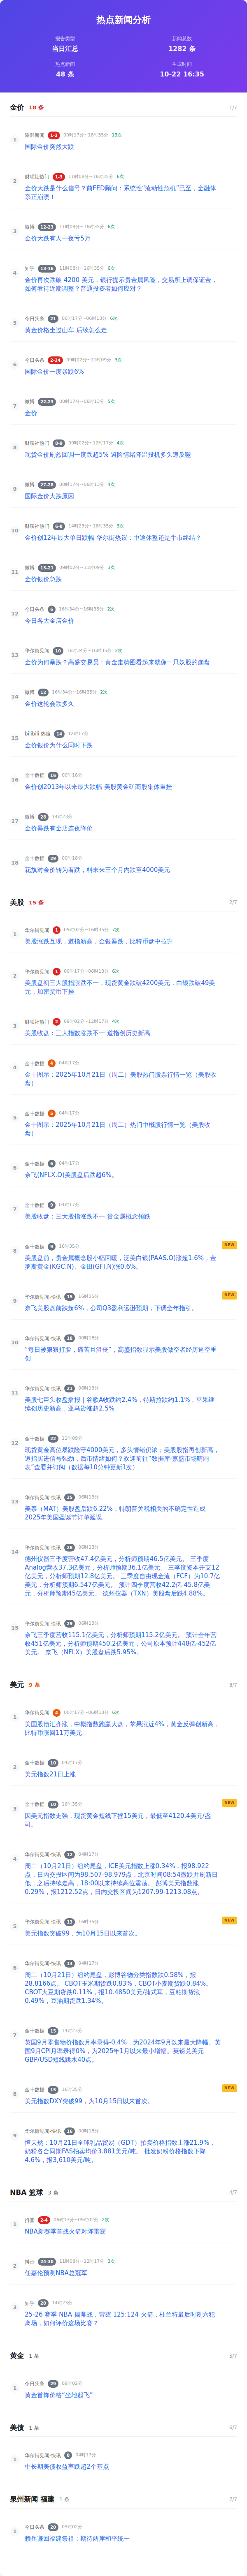 热点新闻分析
报告类型
当日汇总
新闻总数
1282 条
热点新闻
48 条
生成时间
10-22 16:35
金价 18 条 1/7
1 澎湃新闻 1-2 00时17分~16时35分 13次
国际金价突然大跌
2 财联社热门 1-3 11时08分~16时35分 6次
金价大跌是什么信号？前FED顾问：系统性“流动性危机”已至，金融体
系正崩溃！
3 微博 12-23 11时08分~16时35分 6次
金价大跌有人一夜亏5万
4 知乎 13-16 11时08分~16时35分 6次
金价再次跌破 4200 美元，银行提示贵金属风险，交易所上调保证金，
如何看待近期调整？普通投资者如何应对？
5 今日头条 21 00时17分~06时13分 6次
黄金价格坐过山车 后续怎么走
6 今日头条 2-24 09时02分~11时09分 3次
国际金价一度暴跌6%
7 微博 22-23 00时17分~06时13分 5次
金价
8 财联社热门 8-9 09时02分~12时17分 4次
现货金价剧烈回调一度跌超5% 避险情绪降温投机多头遭反噬
9 微博 27-28 00时17分~06时13分 4次
国际金价大跌原因
10 财联社热门 6-8 14时23分~16时35分 3次
金价创12年最大单日跌幅 华尔街热议：中途休整还是牛市终结？
11 微博 13-21 09时02分~11时09分 3次
金价银价急跌
12 今日头条 6 16时34分~16时35分 2次
今日各大金店金价
13 华尔街见闻 10 16时34分~16时35分 2次
金价为何暴跌？高盛交易员：黄金走势图看起来就像一只妖股的崩盘
14 微博 12 16时34分~16时35分 2次
金价这轮会跌多久
15 bilibili 热搜 14 12时17分
金价银价为什么同时下跌
16 金十数据 16 00时18分
金价创2013年以来最大跌幅 美股黄金矿商股集体重挫
17 微博 28 14时23分
金价暴跌有金店连夜降价
18 金十数据 29 00时18分
花旗对金价转为看跌，料未来三个月内跌至4000美元
美股 15 条 2/7
1 华尔街见闻 1 09时02分~16时35分 7次
美股涨跌互现，道指新高，金银暴跌，比特币盘中拉升
2 华尔街见闻 1 00时17分~06时13分 6次
美股盘初三大股指涨跌不一，现货黄金跌破4200美元，白银跌破49美
元，加密货币下挫
3 财联社热门 2 09时02分~12时17分 4次
美股收盘：三大指数涨跌不一 道指创历史新高
4 金十数据 4 04时17分
金十图示：2025年10月21日（周二）美股热门股票行情一览（美股收
盘）
5 金十数据 5 04时17分
金十图示：2025年10月21日（周二）热门中概股行情一览（美股收
盘）
6 金十数据 6 04时17分
奈飞(NFLX.O)美股盘后跌超6%。
7 金十数据 9 04时17分
美股收盘：三大股指涨跌不一 贵金属概念领跌
8 金十数据 9 16时35分 NEW
美股盘前，贵金属概念股小幅回暖，泛美白银(PAAS.O)涨超1.6%，金
罗斯黄金(KGC.N)、金田(GFI.N)涨0.6%。
9 华尔街见闻-快讯 15 16时35分 NEW
奈飞美股盘前跌超6%，公司Q3盈利远逊预期，下调全年指引。
10 华尔街见闻-快讯 18 00时18分
“每日被狠狠打脸，痛苦且沮丧”，高盛指数显示美股做空者经历逼空重
创
11 华尔街见闻-快讯 21 06时13分
美股七巨头收盘播报｜谷歌A收跌约2.4%，特斯拉跌约1.1%，苹果继
续创历史新高，亚马逊涨超2.5%
12 金十数据 22 11时09分
现货黄金高位暴跌险守4000美元，多头情绪仍浓；美股股指再创新高，
道指买进信号强劲，后市情绪如何？欢迎前往“数据库-嘉盛市场晴雨
表”查看并订阅（数据每10分钟更新1次）
13 华尔街见闻-快讯 25 06时13分
美泰（MAT）美股盘后跌6.22%，特朗普关税相关的不确定性造成
2025年美国圣诞节订单延误。
14 华尔街见闻-快讯 28 06时13分
德州仪器三季度营收47.4亿美元，分析师预期46.5亿美元。 三季度
Analog营收37.3亿美元，分析师预期36.1亿美元。 三季度资本开支12
亿美元，分析师预期12.8亿美元。 三季度自由现金流（FCF）为10.7
亿美元，分析师预期6.547亿美元。 预计四季度营收42.2亿-45.8亿美
元，分析师预期45亿美元。 德州仪器（TXN）美股盘后跌4.88%。
15 华尔街见闻-快讯 29 06时13分
奈飞三季度营收115.1亿美元，分析师预期115.2亿美元。 预计全年营
收451亿美元，分析师预期450.2亿美元，公司原本预计448亿-452亿
美元。 奈飞（NFLX）美股盘后跌5.95%。
美元 9 条 3/7
1 华尔街见闻 4 00时17分~06时13分 6次
美国股债汇齐涨，中概指数跑赢大盘，苹果涨近4%，黄金反弹创新高，
比特币涨回11万美元
2 金十数据 10 04时17分
美元指数21日上涨
3 金十数据 10 16时35分 NEW
因美元指数走强，现货黄金短线下挫15美元，最低至4120.4美元/盎
司。
4 华尔街见闻-快讯 12 04时17分
周二（10月21日）纽约尾盘，ICE美元指数上涨0.34%，报98.922
点，日内交投区间为98.507-98.979点，北京时间08:54微跌并刷新日
低，之后持续走高，18:00以来持续高位震荡。 彭博美元指数涨
0.29%，报1212.52点，日内交投区间为1207.99-1213.08点。
5 华尔街见闻-快讯 13 16时35分 NEW
美元指数突破99，为10月15日以来首次。
6 华尔街见闻-快讯 14 04时17分
周二（10月21日）纽约尾盘，彭博谷物分类指数跌0.58%，报
28.8166点。 CBOT玉米期货跌0.83%，CBOT小麦期货跌0.84%。
CBOT大豆期货跌0.11%，报10.4850美元/蒲式耳，豆粕期货涨
0.49%，豆油期货跌1.34%。
7 金十数据 15 14时23分
英国9月零售物价指数月率录得-0.4%，为2024年9月以来最大降幅。英
国9月CPI月率录得0%，为2025年1月以来最小增幅。英镑兑美元
GBP/USD短线跳水40点。
8 金十数据 15 16时35分 NEW
美元指数DXY突破99，为10月15日以来首次。
9 华尔街见闻-快讯 16 00时18分
恒天然：10月21日全球乳品贸易（GDT）拍卖价格指数上涨21.9%，
奶粉各合同期FAS拍卖均价3.881美元/吨。 批发奶粉价格指数下降
4.6%，报3,610美元/吨。
NBA 篮球 3 条 4/7
1 抖音 2-4 06时13分~09时02分 2次
NBA新赛季首战火箭对阵雷霆
2 抖音 24-30 11时08分~12时17分 3次
任嘉伦预测NBA总冠军
3 知乎 20 14时23分
25-26 赛季 NBA 揭幕战，雷霆 125:124 火箭，杜兰特最后时刻六犯
离场，如何评价这场比赛？
黄金 1 条 5/7
1 今日头条 29 09时02分
黄金首饰价格“坐地起飞”
美债 1 条 6/7
1 华尔街见闻-快讯 8 04时17分
中长期美债收益率跌超2个基点
泉州新闻 福建 1 条 7/7
1 今日头条 20 09时02分
赖岳谦回福建祭祖：期待两岸和平统一